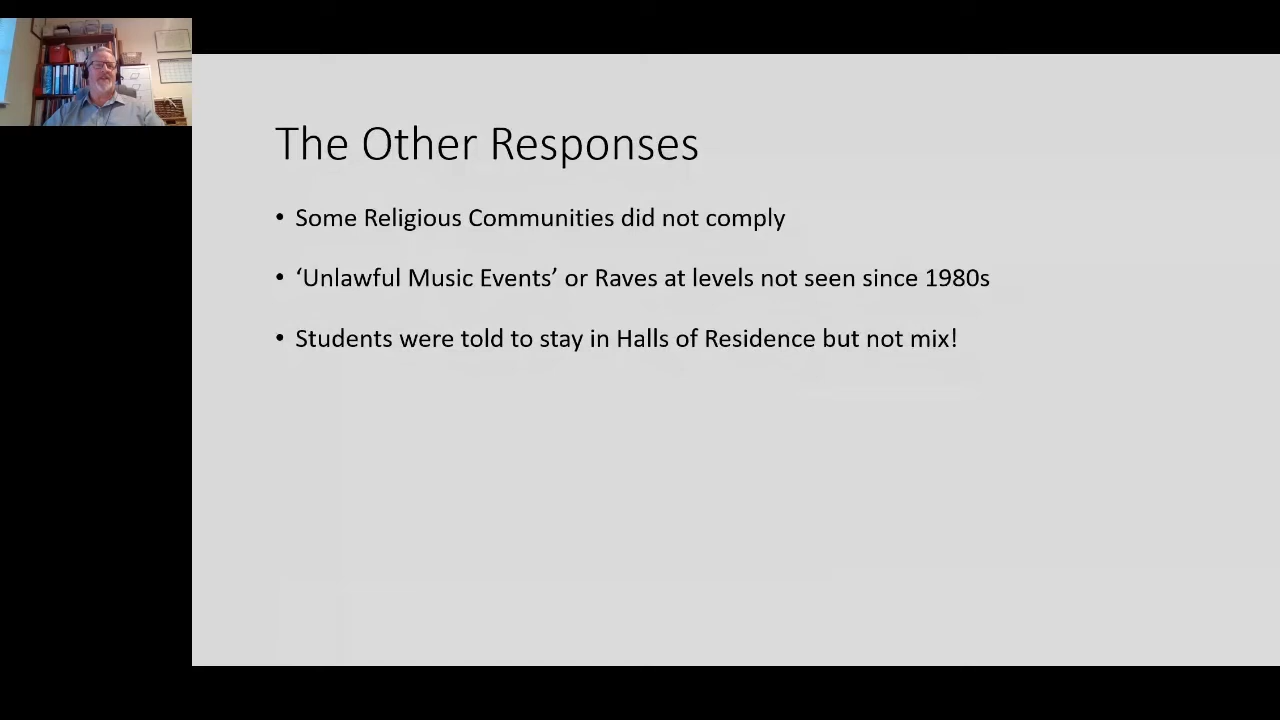 The Other Responses
• Some Religious Communities did not comply
• ‘Unlawful Music Events’ or Raves at levels not seen since 1980s
• Students were told to stay in Halls of Residence but not mix!